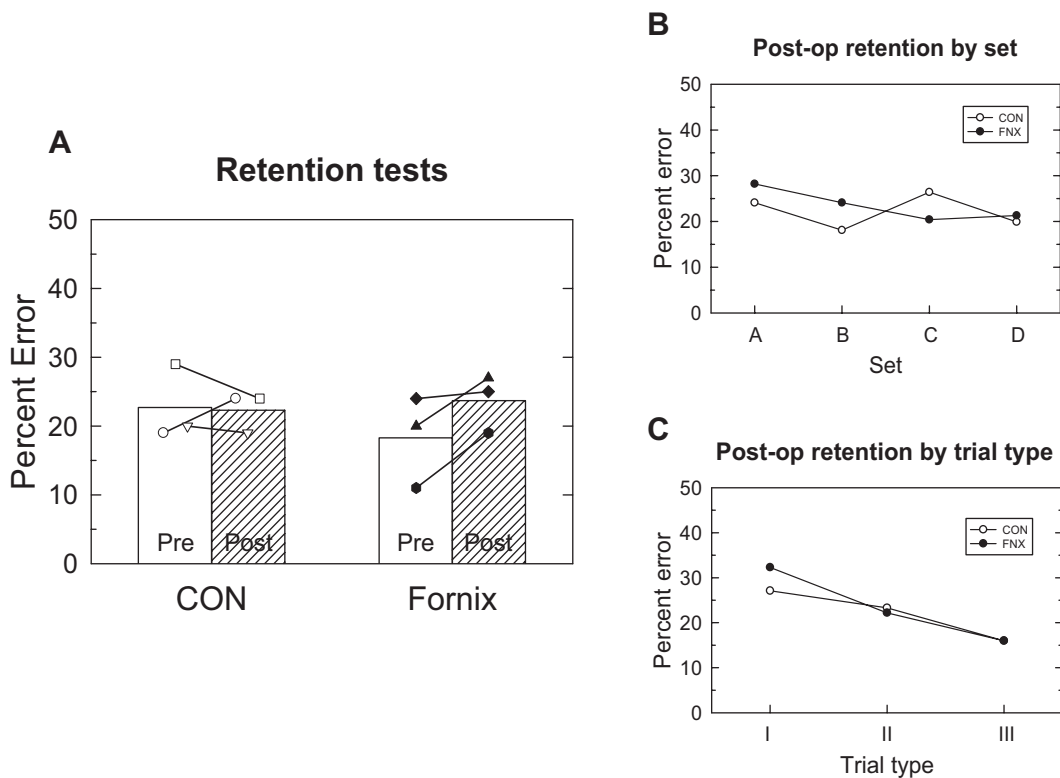 A
Retention tests
Percent Error
50
40
30
20
10
0
Pre
Post
Pre
Post
CON
Fornix
B
Post-op retention by set
Percent error
50
40
30
20
10
0
CON
FNX
A
B
C
D
Set
C
Post-op retention by trial type
Percent error
50
40
30
20
10
0
CON
FNX
I
II
III
Trial type